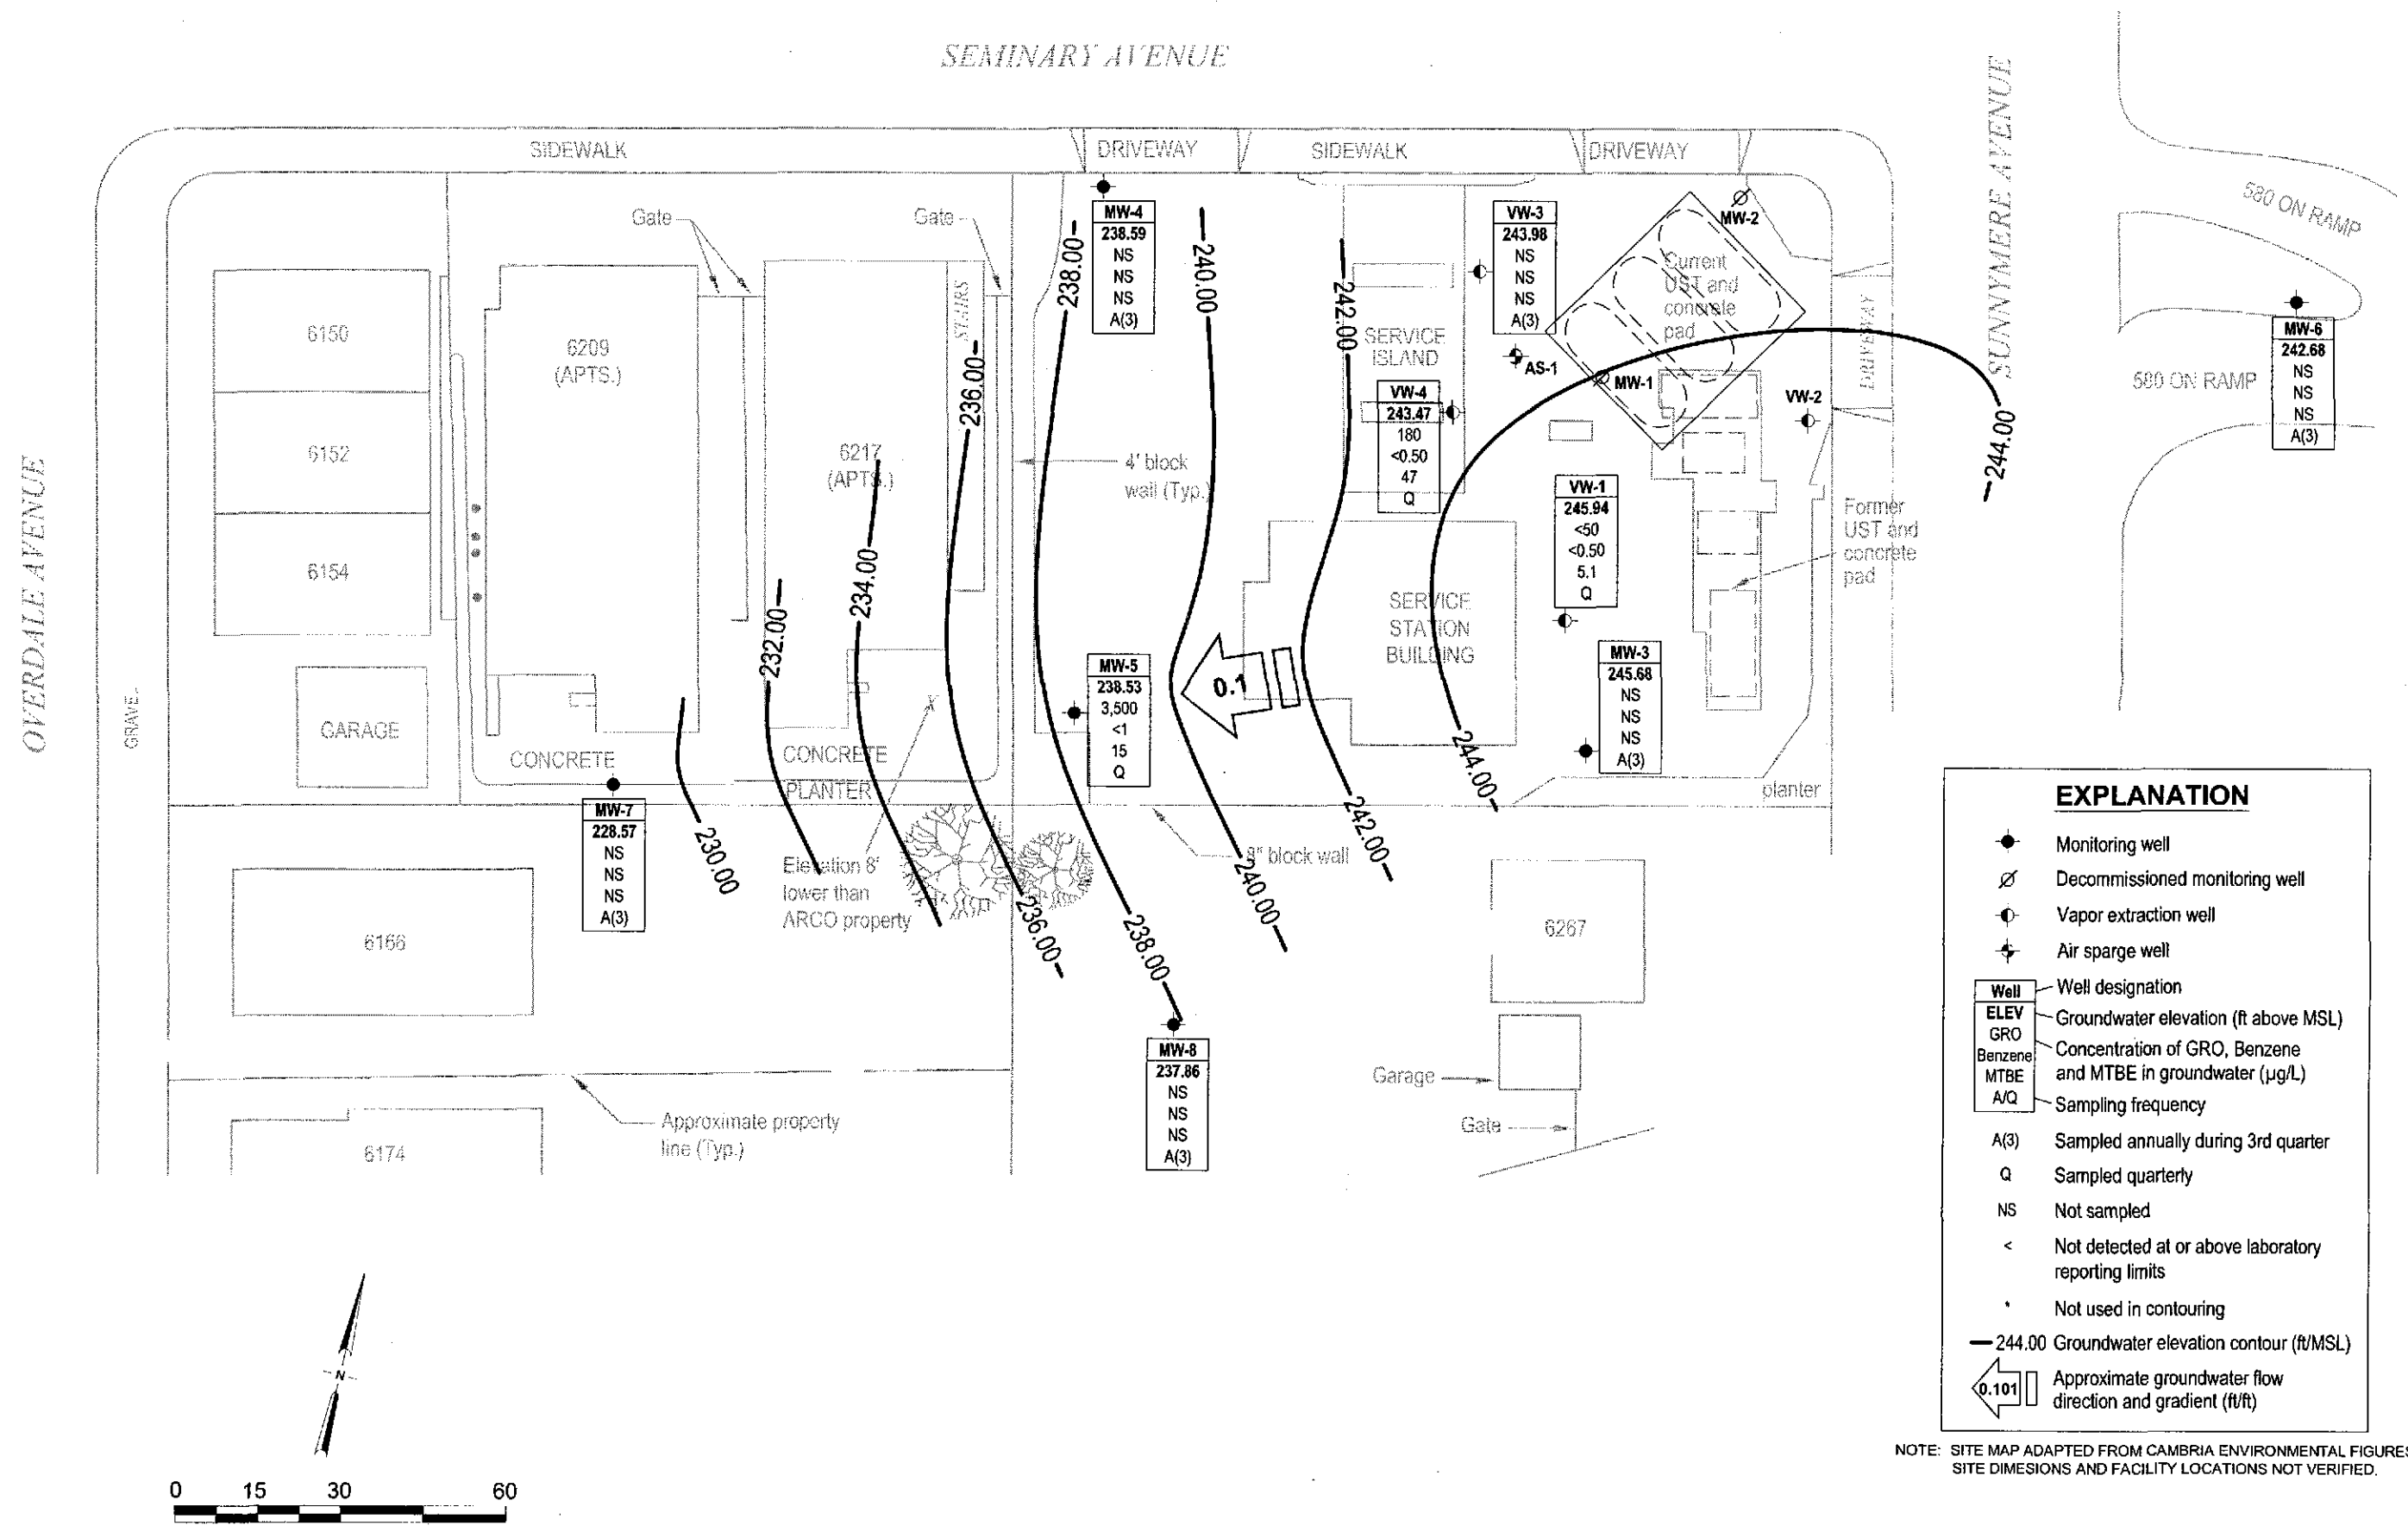 SEMINARY AVENUE
SUNNYMERE AVENUE
OVERDALE AVENUE
SIDEWALK
DRIVEWAY
SIDEWALK
DRIVEWAY
580 ON RAMP
580 ON RAMP
DRIVEWAY
Gate
Gate
STAIRS
6150
6152
6154
GARAGE
6209
(APTS.)
6217
(APTS.)
MW-4
238.59
NS
NS
NS
A(3)
VW-3
243.98
NS
NS
NS
A(3)
MW-2
Current
UST and
concrete
pad
MW-6
242.68
NS
NS
NS
A(3)
SERVICE
ISLAND
AS-1
MW-1
VW-2
VW-4
243.47
180
<0.50
47
Q
VW-1
245.94
<50
<0.50
5.1
Q
Former
UST and
concrete
pad
4' block
wall (Typ.)
SERVICE
STATION
BUILDING
MW-5
238.53
3,500
<1
15
Q
0.1
MW-3
245.68
NS
NS
NS
A(3)
238.00
240.00
242.00
236.00
234.00
232.00
244.00
244.00
230.00
236.00
238.00
240.00
242.00
CONCRETE
CONCRETE
PLANTER
planter
MW-7
228.57
NS
NS
NS
A(3)
Elevation 8'
lower than
ARCO property
8" block wall
6166
6267
MW-8
237.86
NS
NS
NS
A(3)
Garage
Gate
Approximate property
line (Typ.)
6174
N
0 15 30 60
EXPLANATION
Monitoring well
Decommissioned monitoring well
Vapor extraction well
Air sparge well
Well Well designation
ELEV Groundwater elevation (ft above MSL)
GRO
Benzene
MTBE
Concentration of GRO, Benzene
and MTBE in groundwater (µg/L)
A/Q Sampling frequency
A(3) Sampled annually during 3rd quarter
Q Sampled quarterly
NS Not sampled
< Not detected at or above laboratory
reporting limits
* Not used in contouring
244.00 Groundwater elevation contour (ft/MSL)
0.101 Approximate groundwater flow
direction and gradient (ft/ft)
NOTE: SITE MAP ADAPTED FROM CAMBRIA ENVIRONMENTAL FIGURES
SITE DIMESIONS AND FACILITY LOCATIONS NOT VERIFIED.